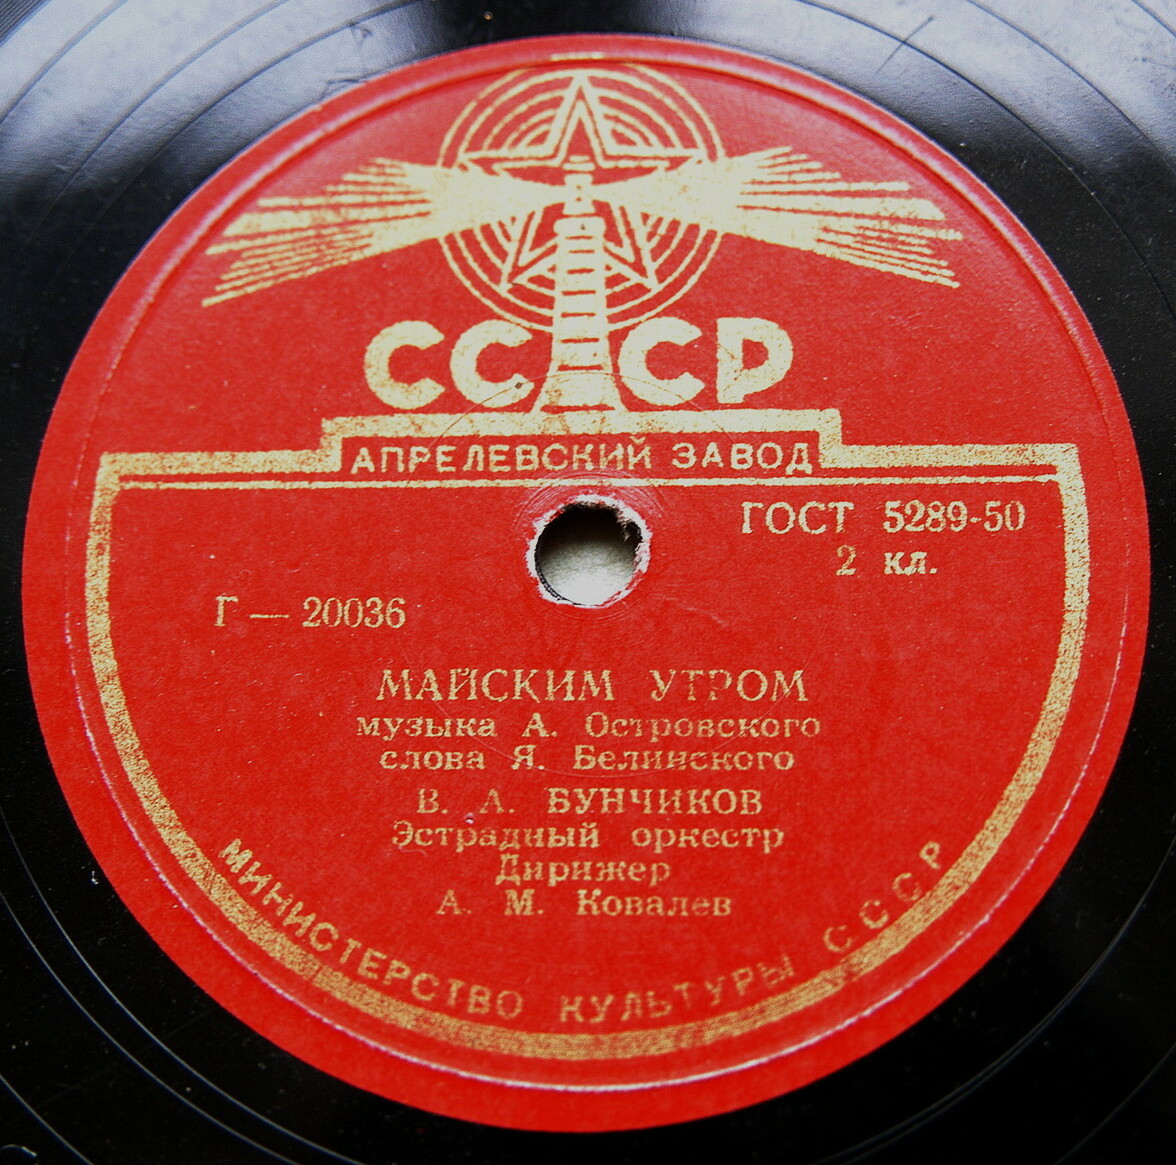 СССР
АПРЕЛЕВСКИЙ ЗАВОД
ГОСТ 5289-50
2 кл.
Г — 20036
МАЙСКИМ УТРОМ
музыка А. Островского
слова Я. Белинского
В. А. БУНЧИКОВ
Эстрадный оркестр
Дирижер
А. М. Ковалев
МИНИСТЕРСТВО КУЛЬТУРЫ СССР